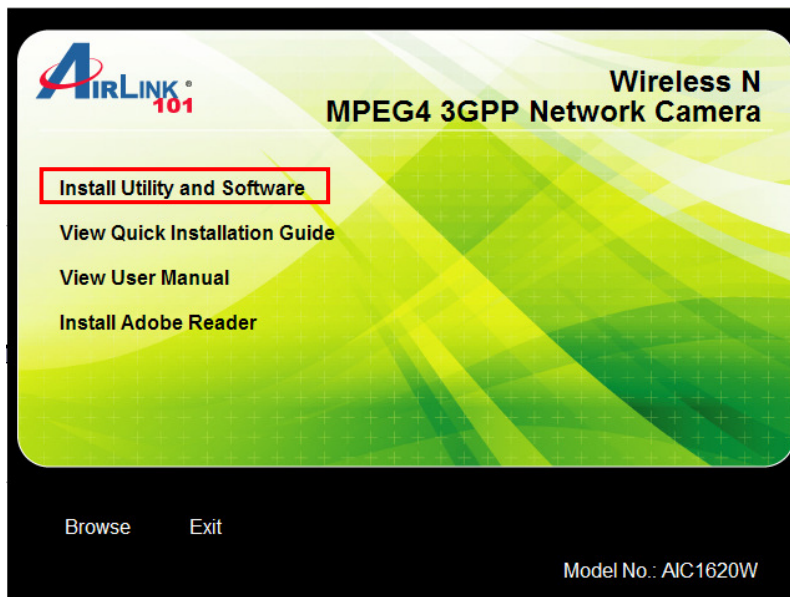 AIRLINK
101
Wireless N
MPEG4 3GPP Network Camera
Install Utility and Software
View Quick Installation Guide
View User Manual
Install Adobe Reader
Browse Exit
Model No.: AIC1620W